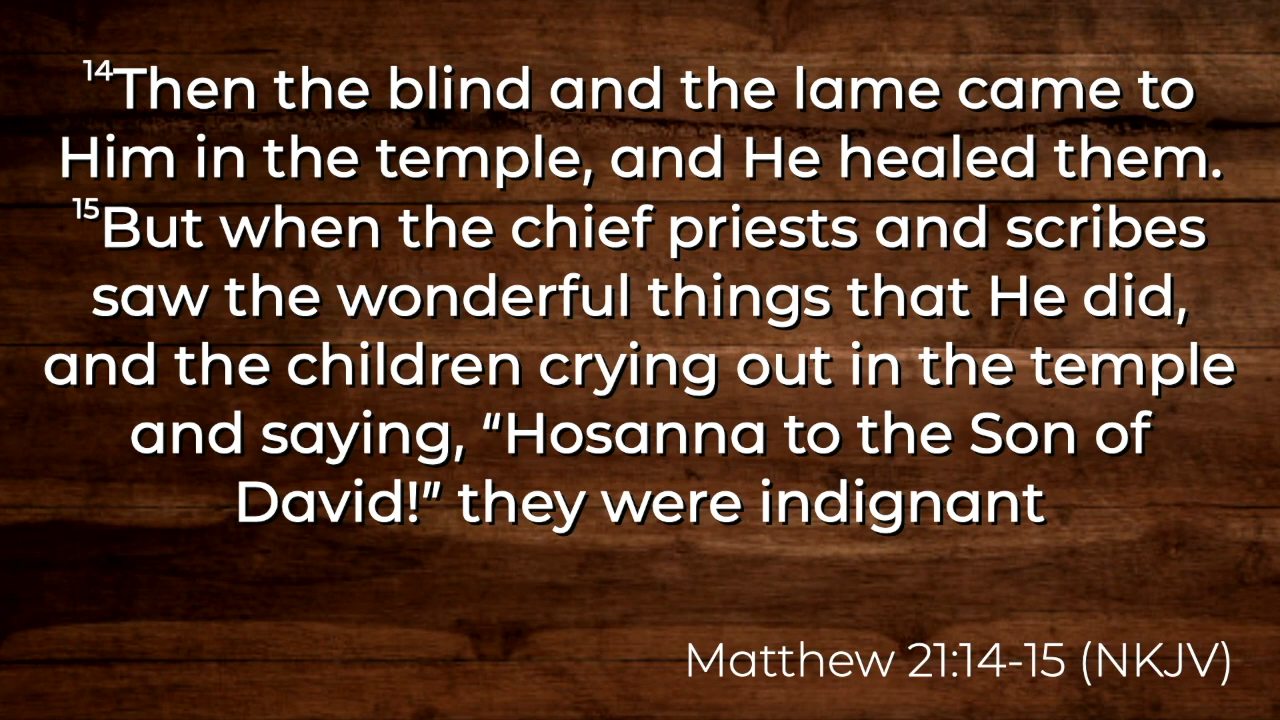 14Then the blind and the lame came to
Him in the temple, and He healed them.
15But when the chief priests and scribes
saw the wonderful things that He did,
and the children crying out in the temple
and saying, “Hosanna to the Son of
David!” they were indignant
Matthew 21:14-15 (NKJV)